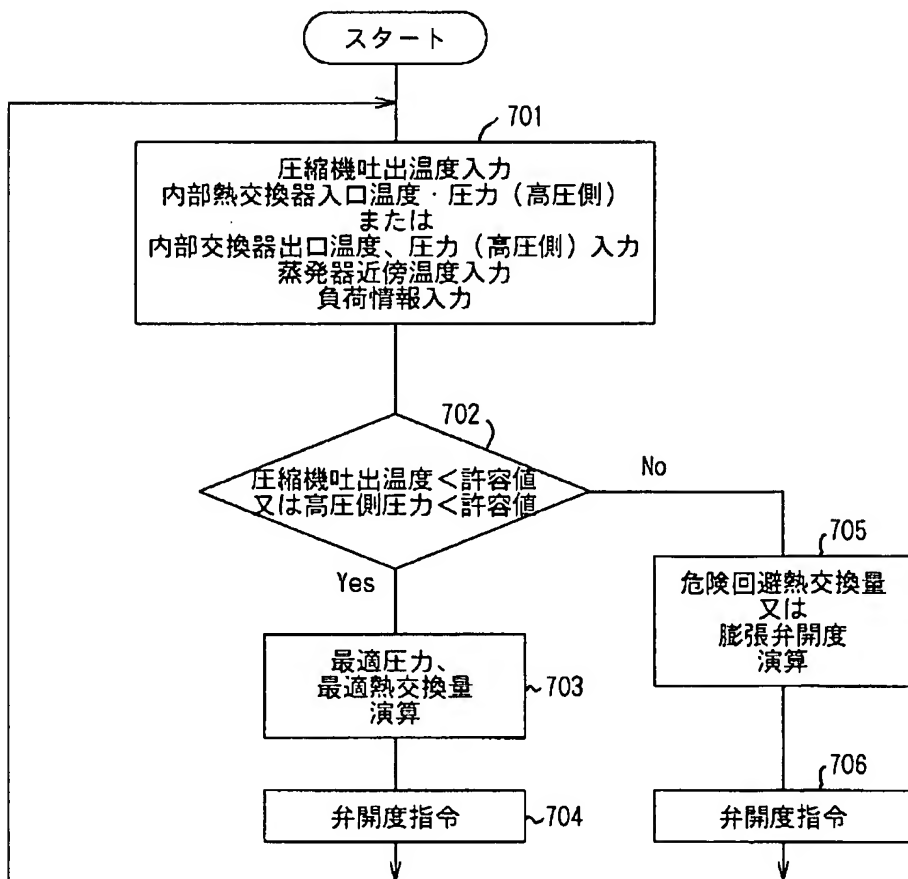 スタート
701
圧縮機吐出温度入力
内部熱交換器入口温度・圧力（高圧側）
または
内部交換器出口温度、圧力（高圧側）入力
蒸発器近傍温度入力
負荷情報入力
702
圧縮機吐出温度＜許容値
又は高圧側圧力＜許容値
No
Yes
705
危険回避熱交換量
又は
膨張弁開度
演算
最適圧力、
最適熱交換量
演算
703
706
弁開度指令
704
弁開度指令